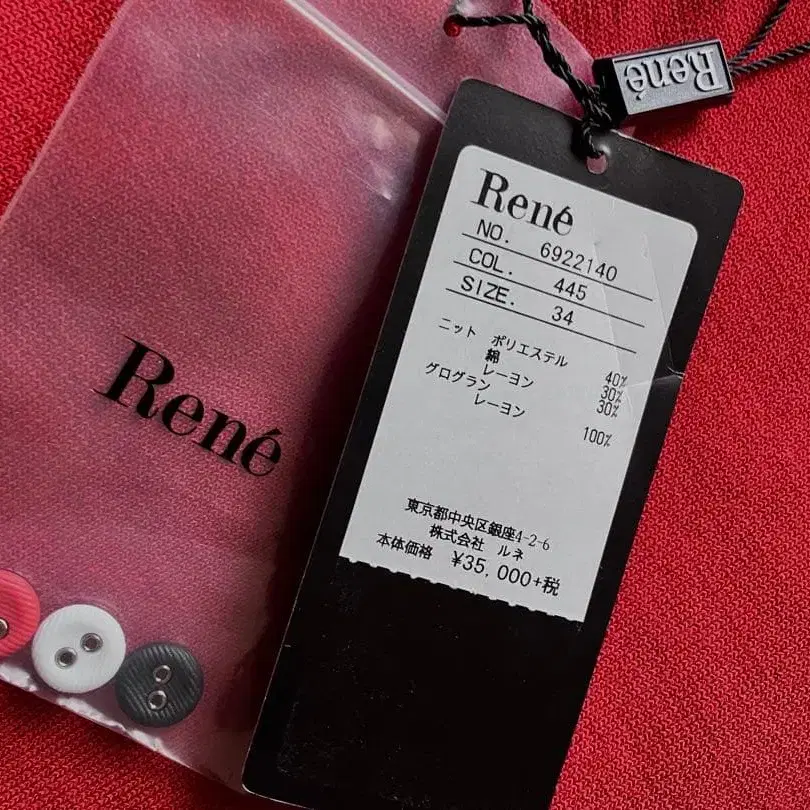 René
René
René
NO. 6922140
COL. 445
SIZE. 34
ニット ポリエステル 40%
綿 30%
レーヨン 30%
グログラン
レーヨン 100%
東京都中央区銀座4-2-6
株式会社 ルネ
本体価格 ¥35,000+税